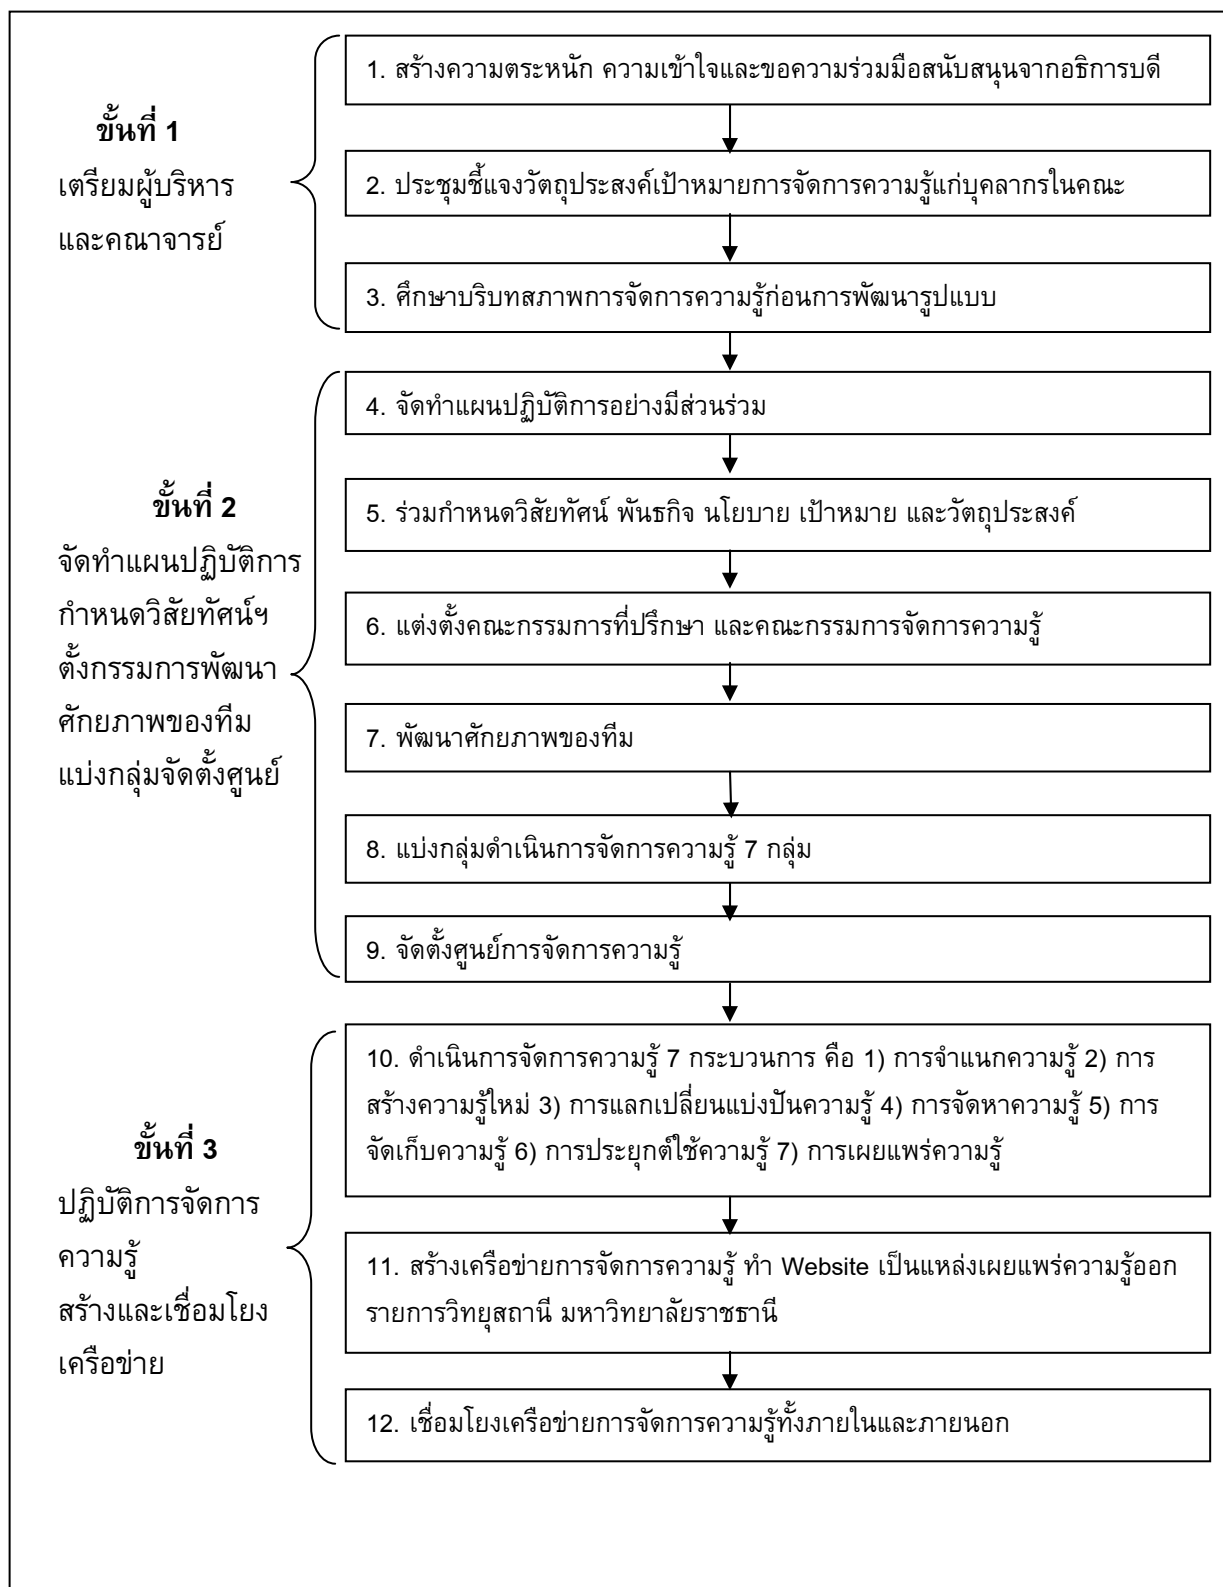 1. สร้างความตระหนัก ความเข้าใจและขอความร่วมมือสนับสนุนจากอธิการบดี
ขั้นที่ 1
เตรียมผู้บริหาร
และคณาจารย์
2. ประชุมชี้แจงวัตถุประสงค์เป้าหมายการจัดการความรู้แก่บุคลากรในคณะ
3. ศึกษาบริบทสภาพการจัดการความรู้ก่อนการพัฒนารูปแบบ
ขั้นที่ 2
จัดทำแผนปฏิบัติการ
กำหนดวิสัยทัศน์ฯ
ตั้งกรรมการพัฒนา
ศักยภาพของทีม
แบ่งกลุ่มจัดตั้งศูนย์
4. จัดทำแผนปฏิบัติการอย่างมีส่วนร่วม
5. ร่วมกำหนดวิสัยทัศน์ พันธกิจ นโยบาย เป้าหมาย และวัตถุประสงค์
6. แต่งตั้งคณะกรรมการที่ปรึกษา และคณะกรรมการจัดการความรู้
7. พัฒนาศักยภาพของทีม
8. แบ่งกลุ่มดำเนินการจัดการความรู้ 7 กลุ่ม
9. จัดตั้งศูนย์การจัดการความรู้
ขั้นที่ 3
ปฏิบัติการจัดการ
ความรู้
สร้างและเชื่อมโยง
เครือข่าย
10. ดำเนินการจัดการความรู้ 7 กระบวนการ คือ 1) การจำแนกความรู้ 2) การ
สร้างความรู้ใหม่ 3) การแลกเปลี่ยนแบ่งปันความรู้ 4) การจัดหาความรู้ 5) การ
จัดเก็บความรู้ 6) การประยุกต์ใช้ความรู้ 7) การเผยแพร่ความรู้
11. สร้างเครือข่ายการจัดการความรู้ ทำ Website เป็นแหล่งเผยแพร่ความรู้ออก
รายการวิทยุสถานี มหาวิทยาลัยราชธานี
12. เชื่อมโยงเครือข่ายการจัดการความรู้ทั้งภายในและภายนอก